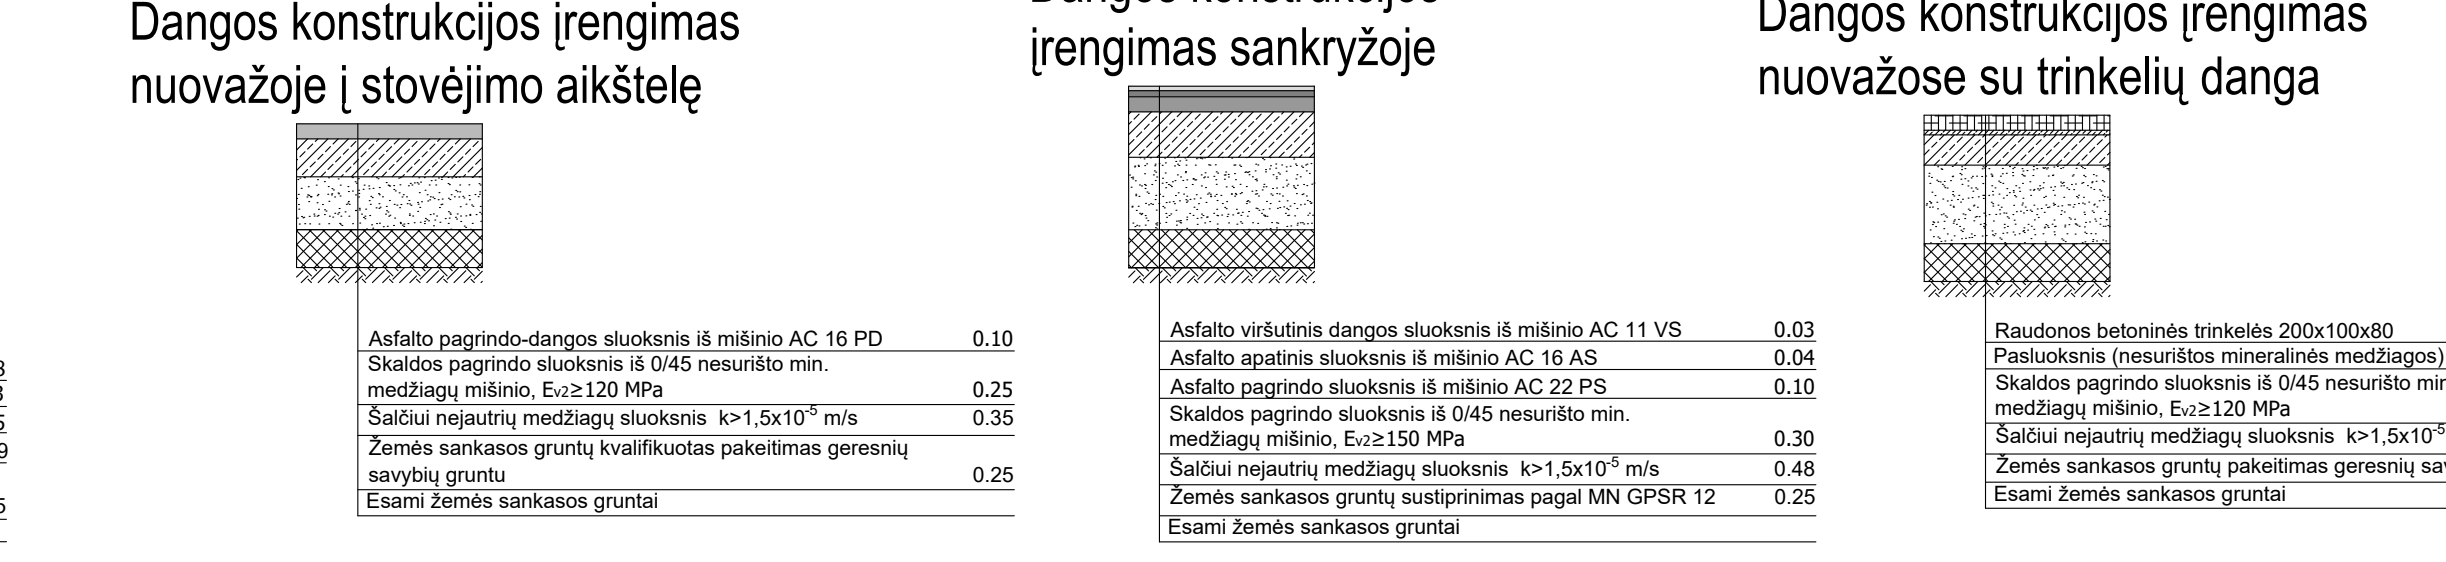 Dangos konstrukcijos įrengimas
nuovažoje į stovėjimo aikštelę
Asfalto pagrindo-dangos sluoksnis iš mišinio AC 16 PD 0.10
Skaldos pagrindo sluoksnis iš 0/45 nesurišto min.
medžiagų mišinio, Ev2≥120 MPa 0.25
Šalčiui nejautrių medžiagų sluoksnis k>1,5x10-5 m/s 0.35
Žemės sankasos gruntų kvalifikuotas pakeitimas geresnių
savybių gruntu 0.25
Esami žemės sankasos gruntai
Dangos konstrukcijos
įrengimas sankryžoje
Asfalto viršutinis dangos sluoksnis iš mišinio AC 11 VS 0.03
Asfalto apatinis sluoksnis iš mišinio AC 16 AS 0.04
Asfalto pagrindo sluoksnis iš mišinio AC 22 PS 0.10
Skaldos pagrindo sluoksnis iš 0/45 nesurišto min.
medžiagų mišinio, Ev2≥150 MPa 0.30
Šalčiui nejautrių medžiagų sluoksnis k>1,5x10-5 m/s 0.48
Žemės sankasos gruntų sustiprinimas pagal MN GPSR 12 0.25
Esami žemės sankasos gruntai
Dangos konstrukcijos įrengimas
nuovažose su trinkelių danga
Raudonos betoninės trinkelės 200x100x80
Pasluoksnis (nesurištos mineralinės medžiagos)
Skaldos pagrindo sluoksnis iš 0/45 nesurišto
medžiagų mišinio, Ev2≥120 MPa
Šalčiui nejautrių medžiagų sluoksnis k>1,5x10-5
Žemės sankasos gruntų pakeitimas geresnių
Esami žemės sankasos gruntai